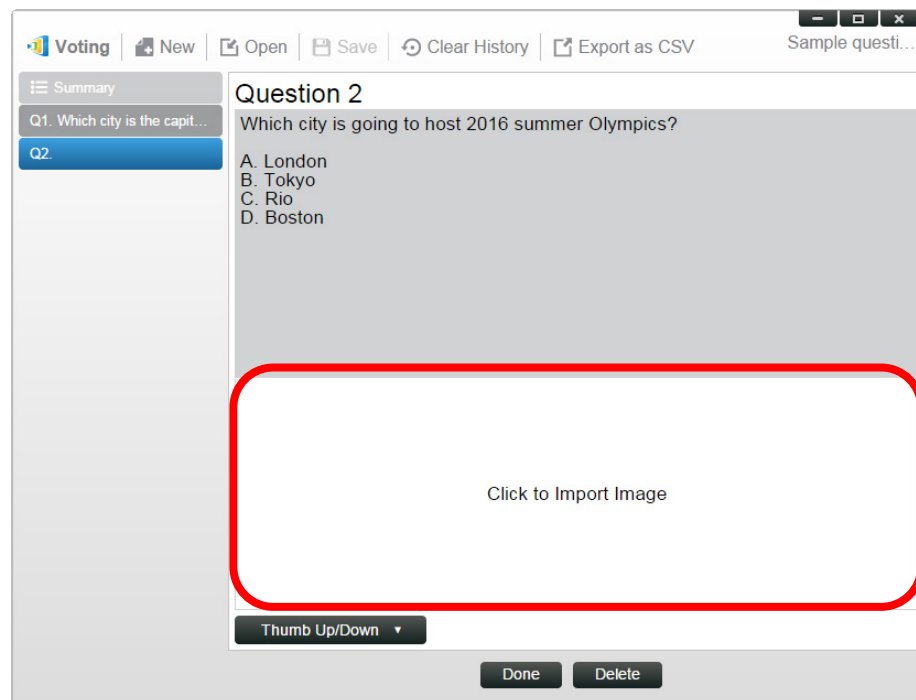 Voting New Open Save Clear History Export as CSV Sample questi...
Summary
Q1. Which city is the capit...
Q2.
Question 2
Which city is going to host 2016 summer Olympics?
A. London
B. Tokyo
C. Rio
D. Boston
Click to Import Image
Thumb Up/Down
Done Delete